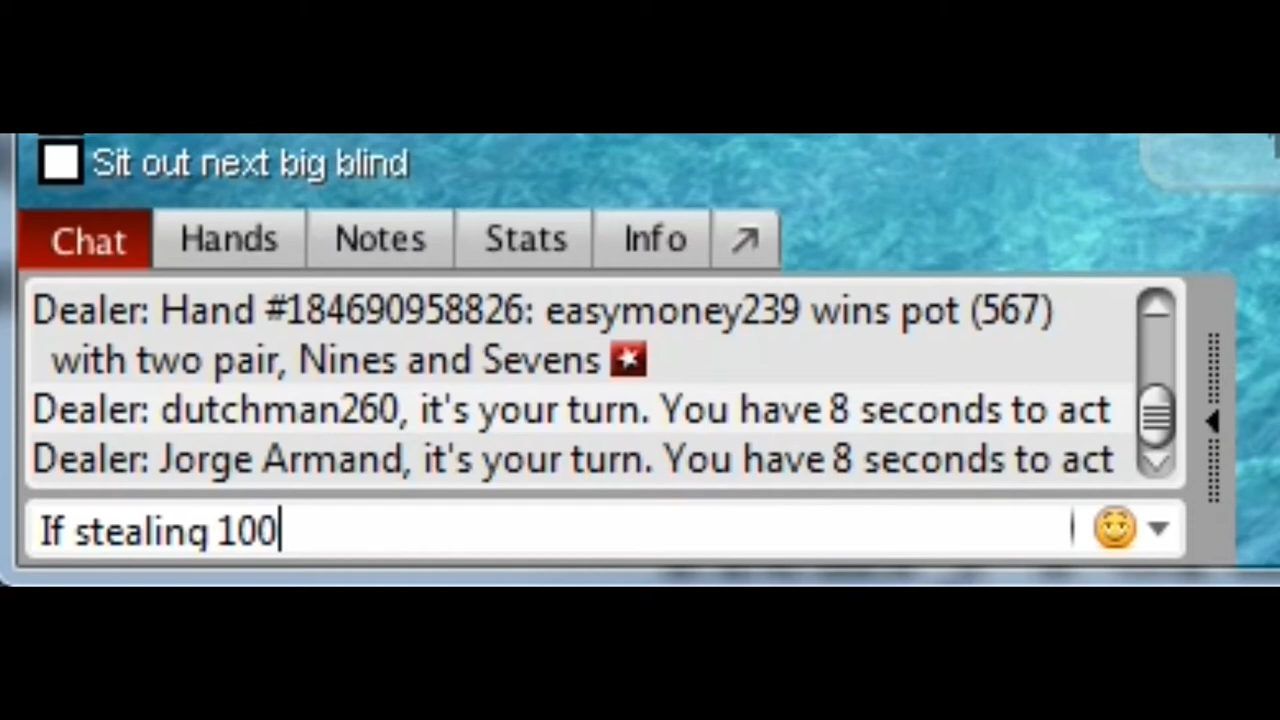 Sit out next big blind
Chat Hands Notes Stats Info
Dealer: Hand #184690958826: easymoney239 wins pot (567)
with two pair, Nines and Sevens
Dealer: dutchman260, it's your turn. You have 8 seconds to act
Dealer: Jorge Armand, it's your turn. You have 8 seconds to act
If stealing 100